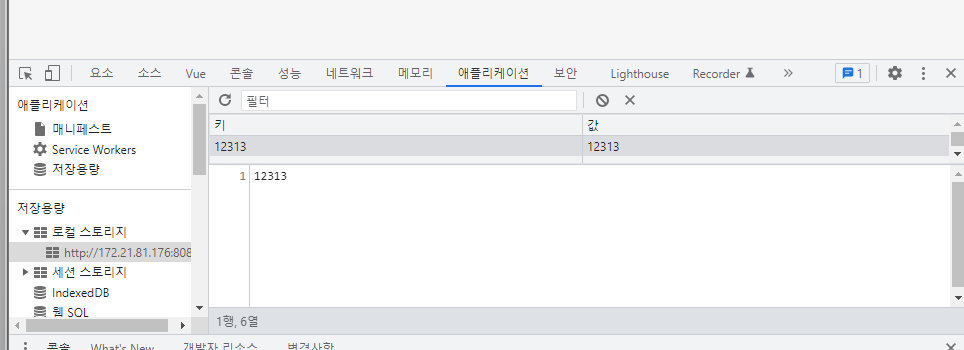 요소 소스 Vue 콘솔 성능 네트워크 메모리 애플리케이션 보안 Lighthouse Recorder 1
애플리케이션
매니페스트
Service Workers
저장용량
저장용량
로컬 스토리지
http://172.21.81.176:808
세션 스토리지
IndexedDB
웹 SQL
필터
키 값
12313 12313
1 12313
1행, 6열
콘솔 What's New 개발자 리소스 변경사항